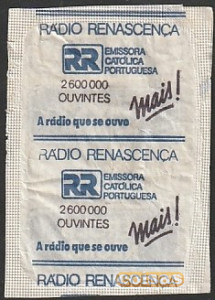 RÁDIO RENASCENÇA
RR EMISSORA
CATÓLICA
PORTUGUESA
2 600 000
OUVINTES
Mais!
A rádio que se ouve
RÁDIO RENASCENÇA
RR EMISSORA
CATÓLICA
PORTUGUESA
2 600 000
OUVINTES
Mais!
A rádio que se ouve
RÁDIO RENASCENÇA